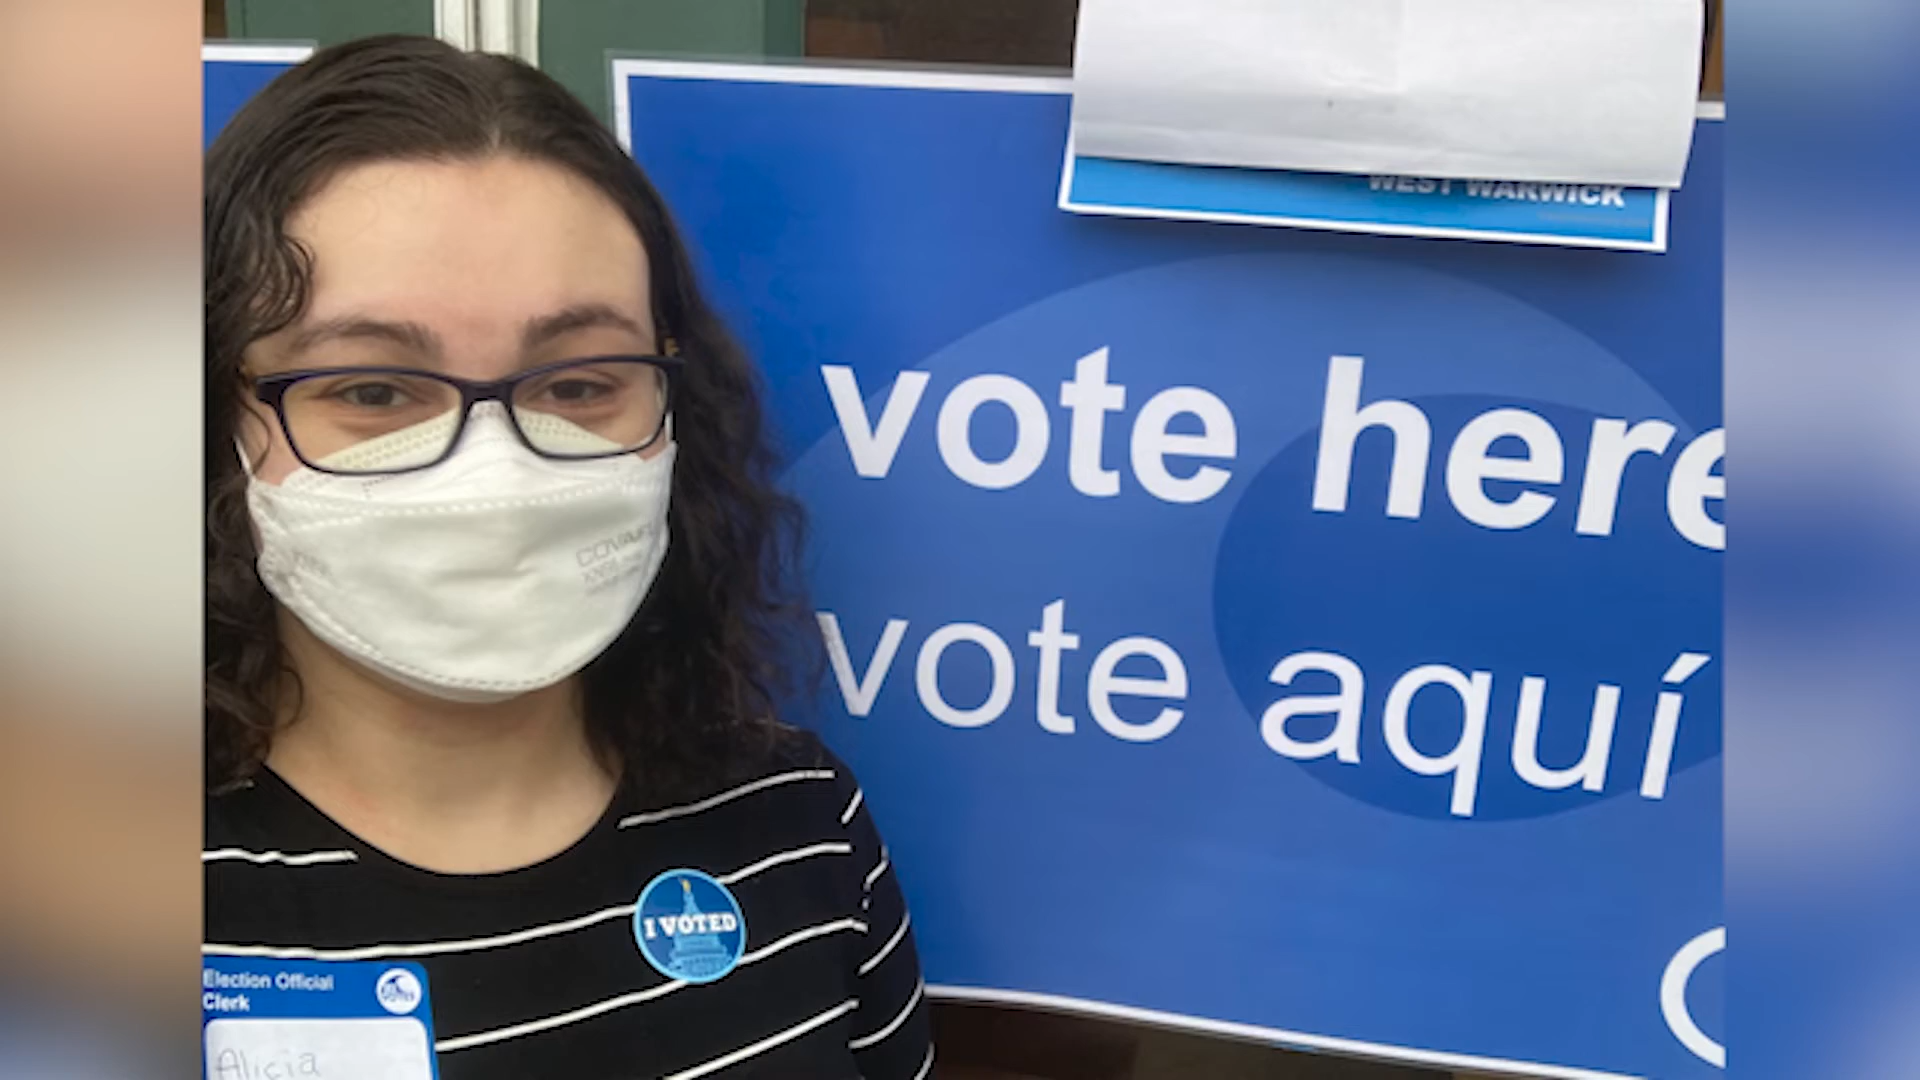 WEST WARWICK
vote here
vote aquí
I VOTED
Election Official
Clerk
Alicia